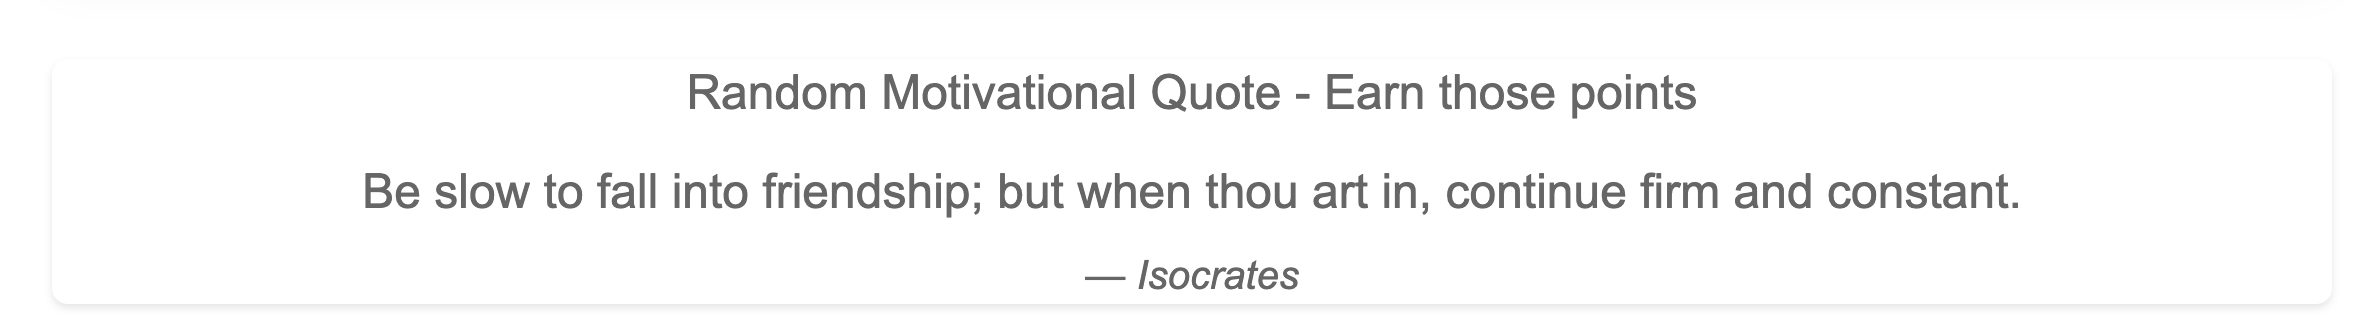 Random Motivational Quote - Earn those points
Be slow to fall into friendship; but when thou art in, continue firm and constant.
— Isocrates